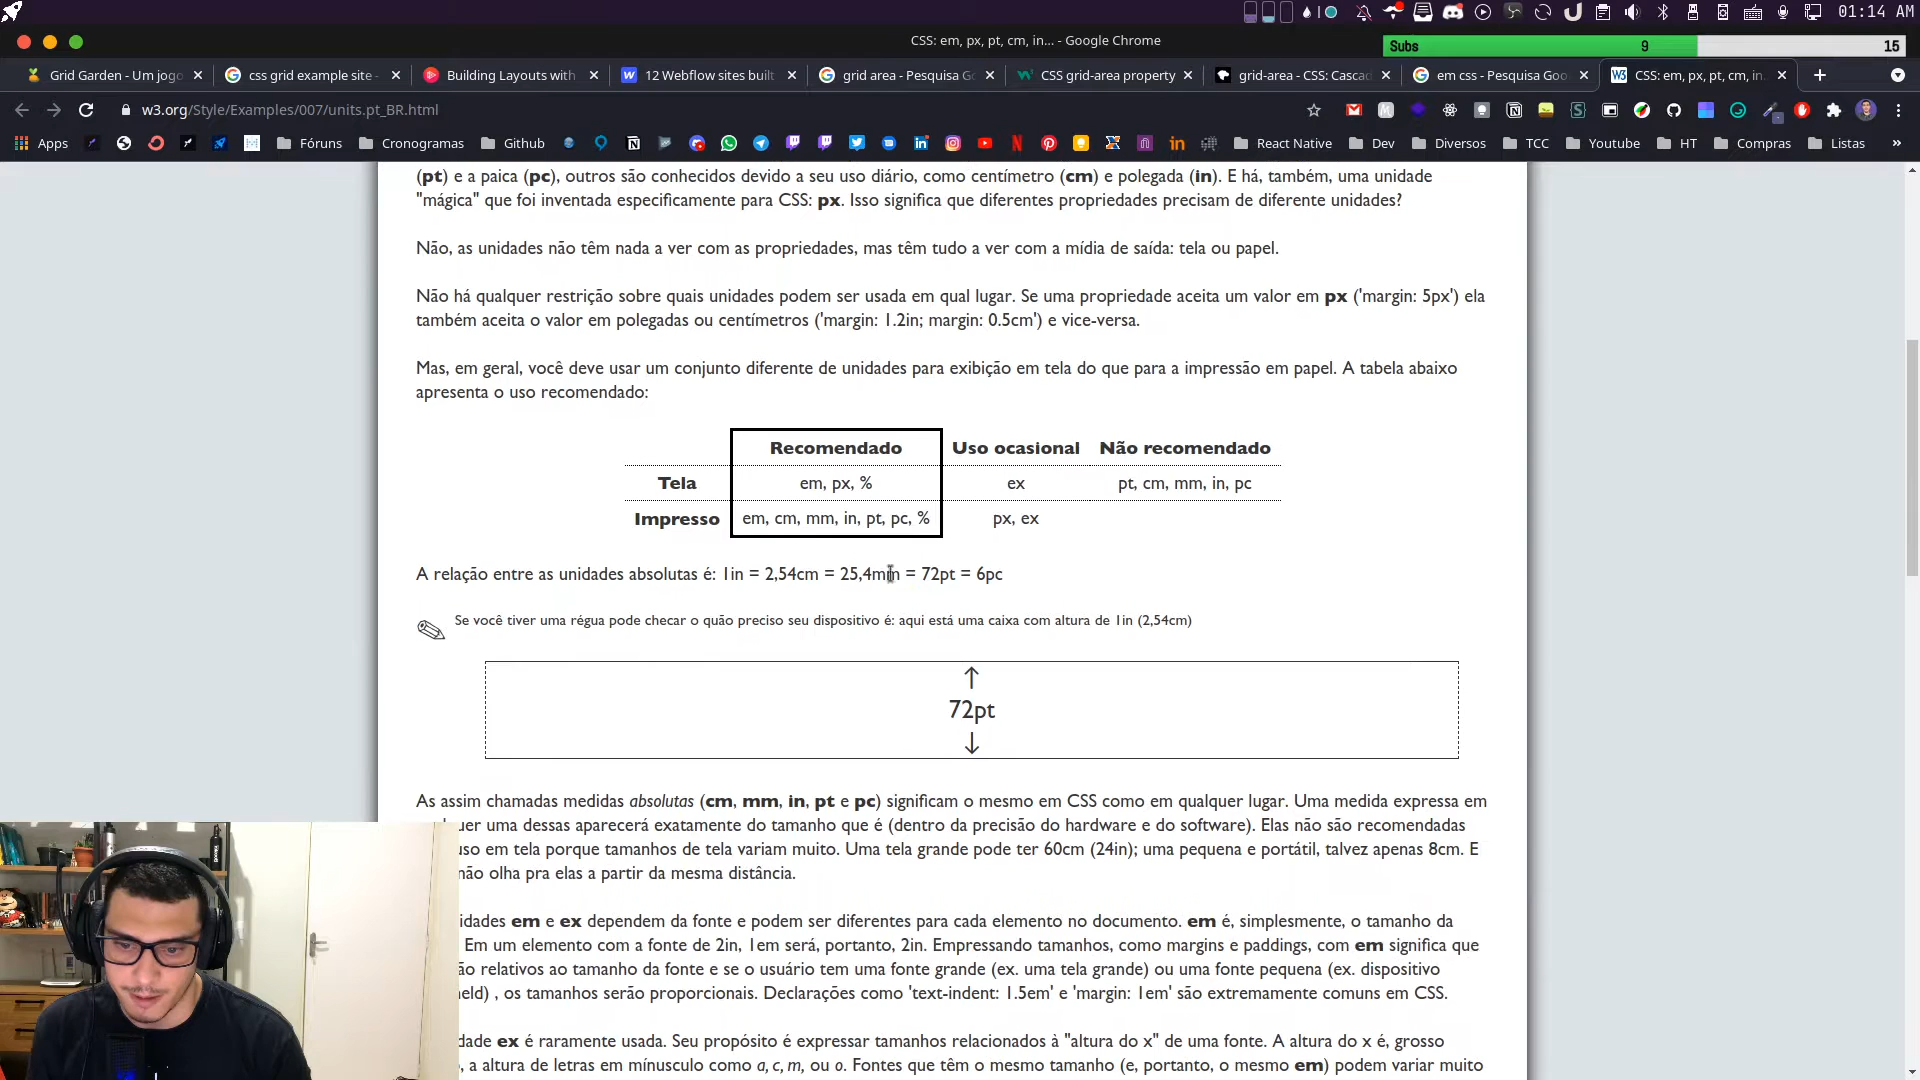 01:14 AM
CSS: em, px, pt, cm, in... - Google Chrome
Subs 9 15
Grid Garden - Um jogo
css grid example site -
Building Layouts with
12 Webflow sites built
grid area - Pesquisa Go
CSS grid-area property
grid-area - CSS: Cascad
em css - Pesquisa Goo
CSS: em, px, pt, cm, in.
w3.org/Style/Examples/007/units.pt_BR.html
Apps
Fóruns
Cronogramas
Github
React Native
Dev
Diversos
TCC
Youtube
HT
Compras
Listas
»
(pt) e a paica (pc), outros são conhecidos devido a seu uso diário, como centímetro (cm) e polegada (in). E há, também, uma unidade
"mágica" que foi inventada especificamente para CSS: px. Isso significa que diferentes propriedades precisam de diferente unidades?
Não, as unidades não têm nada a ver com as propriedades, mas têm tudo a ver com a mídia de saída: tela ou papel.
Não há qualquer restrição sobre quais unidades podem ser usada em qual lugar. Se uma propriedade aceita um valor em px ('margin: 5px') ela
também aceita o valor em polegadas ou centímetros ('margin: 1.2in; margin: 0.5cm') e vice-versa.
Mas, em geral, você deve usar um conjunto diferente de unidades para exibição em tela do que para a impressão em papel. A tabela abaixo
apresenta o uso recomendado:
Recomendado Uso ocasional Não recomendado
Tela em, px, % ex pt, cm, mm, in, pc
Impresso em, cm, mm, in, pt, pc, % px, ex
A relação entre as unidades absolutas é: 1in = 2,54cm = 25,4mm = 72pt = 6pc
Se você tiver uma régua pode checar o quão preciso seu dispositivo é: aqui está uma caixa com altura de 1in (2,54cm)
↑
72pt
↓
As assim chamadas medidas absolutas (cm, mm, in, pt e pc) significam o mesmo em CSS como em qualquer lugar. Uma medida expressa em
uer uma dessas aparecerá exatamente do tamanho que é (dentro da precisão do hardware e do software). Elas não são recomendadas
uso em tela porque tamanhos de tela variam muito. Uma tela grande pode ter 60cm (24in); uma pequena e portátil, talvez apenas 8cm. E
não olha pra elas a partir da mesma distância.
idades em e ex dependem da fonte e podem ser diferentes para cada elemento no documento. em é, simplesmente, o tamanho da
Em um elemento com a fonte de 2in, 1em será, portanto, 2in. Empressando tamanhos, como margins e paddings, com em significa que
ão relativos ao tamanho da fonte e se o usuário tem uma fonte grande (ex. uma tela grande) ou uma fonte pequena (ex. dispositivo
held) , os tamanhos serão proporcionais. Declarações como 'text-indent: 1.5em' e 'margin: 1em' são extremamente comuns em CSS.
dade ex é raramente usada. Seu propósito é expressar tamanhos relacionados à "altura do x" de uma fonte. A altura do x é, grosso
, a altura de letras em minúsculo como a, c, m, ou o. Fontes que têm o mesmo tamanho (e, portanto, o mesmo em) podem variar muito